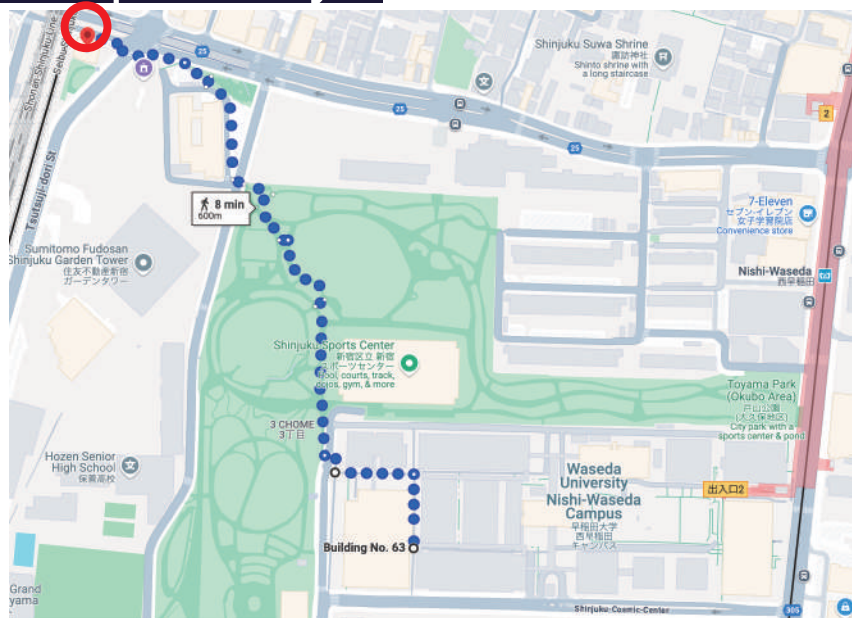 Shonan-Shinjuku Line
25
Shinjuku Suwa Shrine
諏訪神社
Shinto shrine with
a long staircase
25
2
25
Tsutsuji-dori St
8 min
600m
7-Eleven
セブン-イレブン
女子学習院店
Convenience store
Sumitomo Fudosan
Shinjuku Garden Tower
住友不動産新宿
ガーデンタワー
Nishi-Waseda
西早稲田
Shinjuku Sports Center
新宿区立 新宿
スポーツセンター
Pool, courts, track,
dojos, gym, & more
Toyama Park
(Okubo Area)
戸山公園
(大久保地区)
City park with a
sports center & pond
3 CHOME
3丁目
Hozen Senior
High School
保善高校
Waseda
University
Nishi-Waseda
Campus
早稲田大学
西早稲田
キャンパス
出入口2
Building No. 63
Grand
yama
Shinjuku Cosmic Center
305